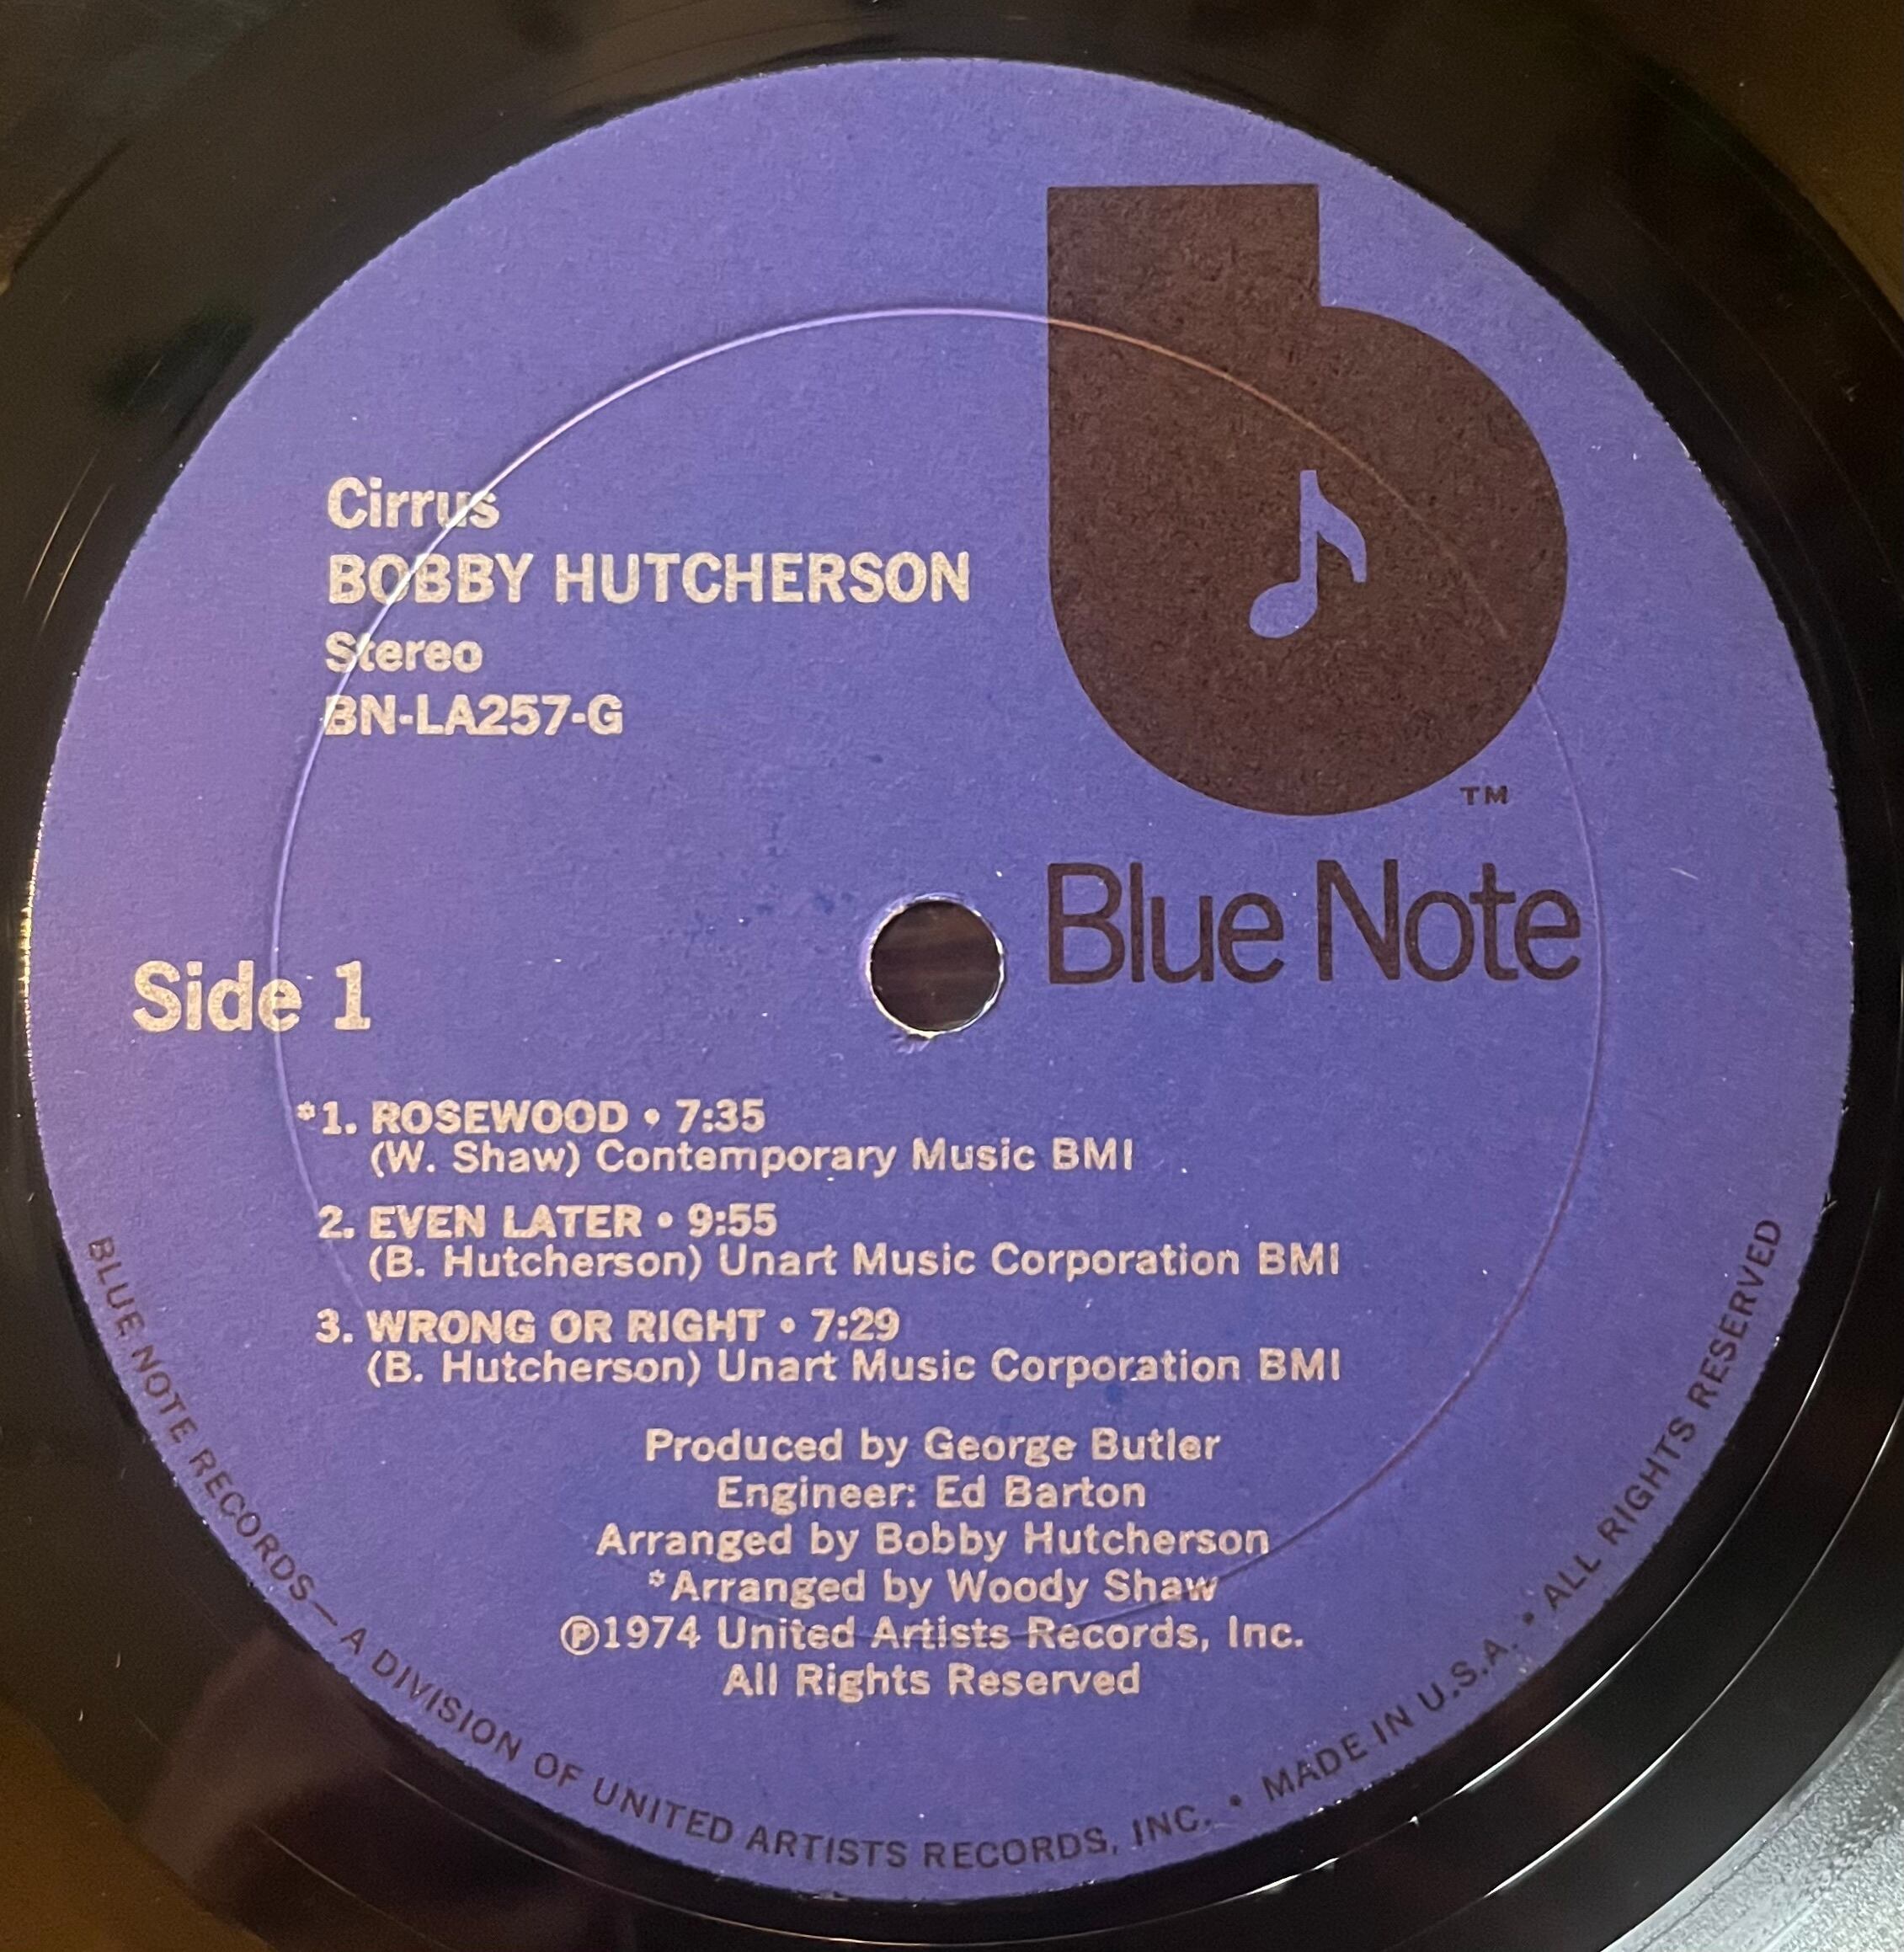 Cirrus
BOBBY HUTCHERSON
Stereo
BN-LA257-G
TM
Blue Note
Side 1
*1. ROSEWOOD • 7:35
(W. Shaw) Contemporary Music BMI
2. EVEN LATER • 9:55
(B. Hutcherson) Unart Music Corporation BMI
3. WRONG OR RIGHT • 7:29
(B. Hutcherson) Unart Music Corporation BMI
Produced by George Butler
Engineer: Ed Barton
Arranged by Bobby Hutcherson
*Arranged by Woody Shaw
Ⓟ1974 United Artists Records, Inc.
All Rights Reserved
BLUE NOTE RECORDS—A DIVISION OF UNITED ARTISTS RECORDS, INC. • MADE IN U.S.A. • ALL RIGHTS RESERVED